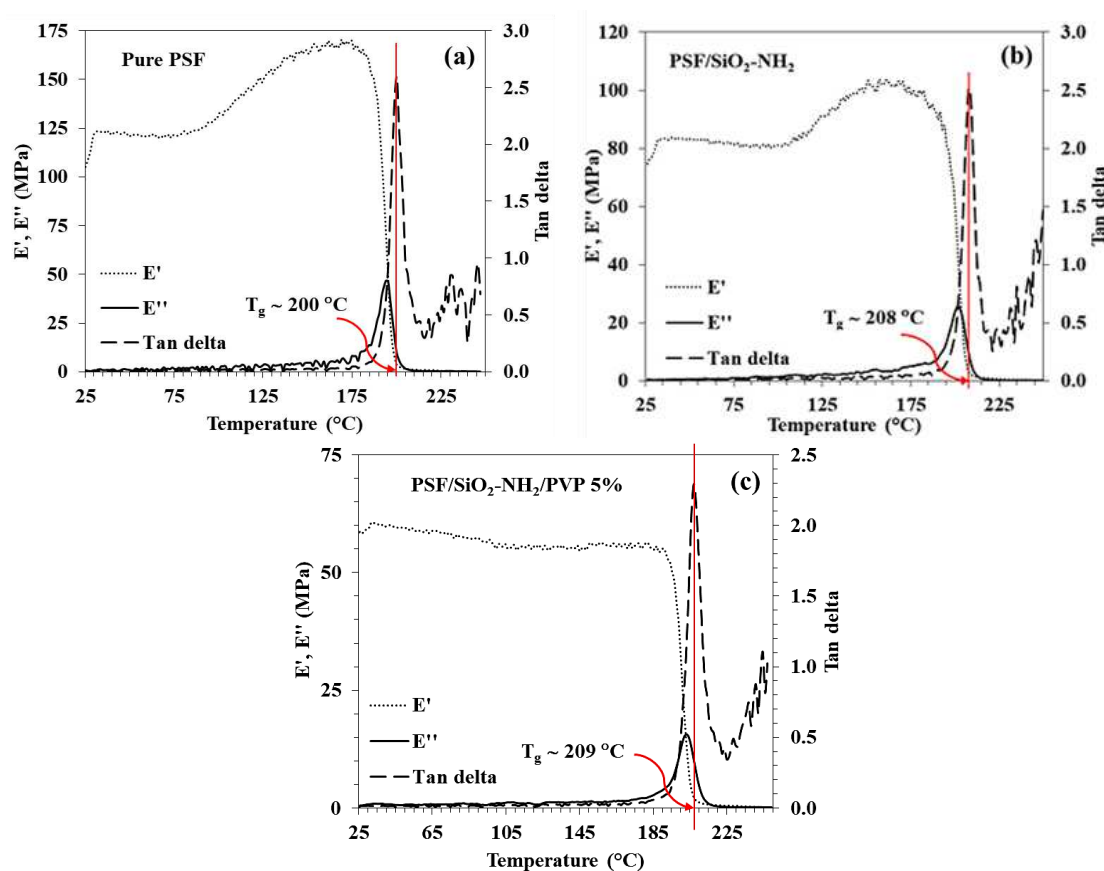 Pure PSF
(a)
E', E'' (MPa)
200
175
150
125
100
75
50
25
0
3.0
2.5
2.0
1.5
1.0
0.5
0.0
Tan delta
E'
E''
Tan delta
Tg ~ 200 °C
25 75 125 175 225
Temperature (°C)
PSF/SiO₂-NH₂
(b)
E', E'' (MPa)
120
100
80
60
40
20
0
3.0
2.5
2.0
1.5
1.0
0.5
0.0
Tan delta
E'
E''
Tan delta
Tg ~ 208 °C
25 75 125 175 225
Temperature (°C)
PSF/SiO₂-NH₂/PVP 5%
(c)
E', E'' (MPa)
75
50
25
0
2.5
2.0
1.5
1.0
0.5
0.0
Tan delta
E'
E''
Tan delta
Tg ~ 209 °C
25 65 105 145 185 225
Temperature (°C)